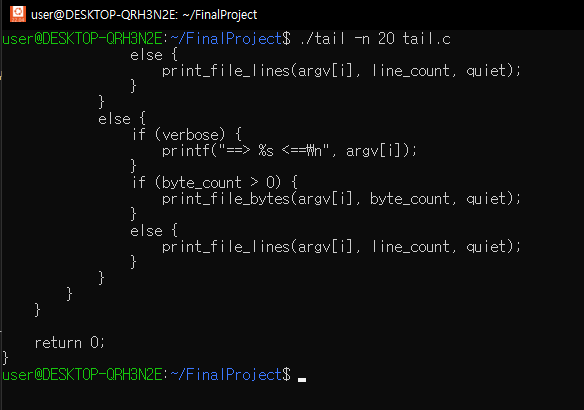 user@DESKTOP-QRH3N2E: ~/FinalProject
user@DESKTOP-QRH3N2E:~/FinalProject$ ./tail -n 20 tail.c
                else {
                    print_file_lines(argv[i], line_count, quiet);
                }
            }
            else {
                if (verbose) {
                    printf("==> %s <==₩n", argv[i]);
                }
                if (byte_count > 0) {
                    print_file_bytes(argv[i], byte_count, quiet);
                }
                else {
                    print_file_lines(argv[i], line_count, quiet);
                }
            }
        }
    }

    return 0;
}
user@DESKTOP-QRH3N2E:~/FinalProject$